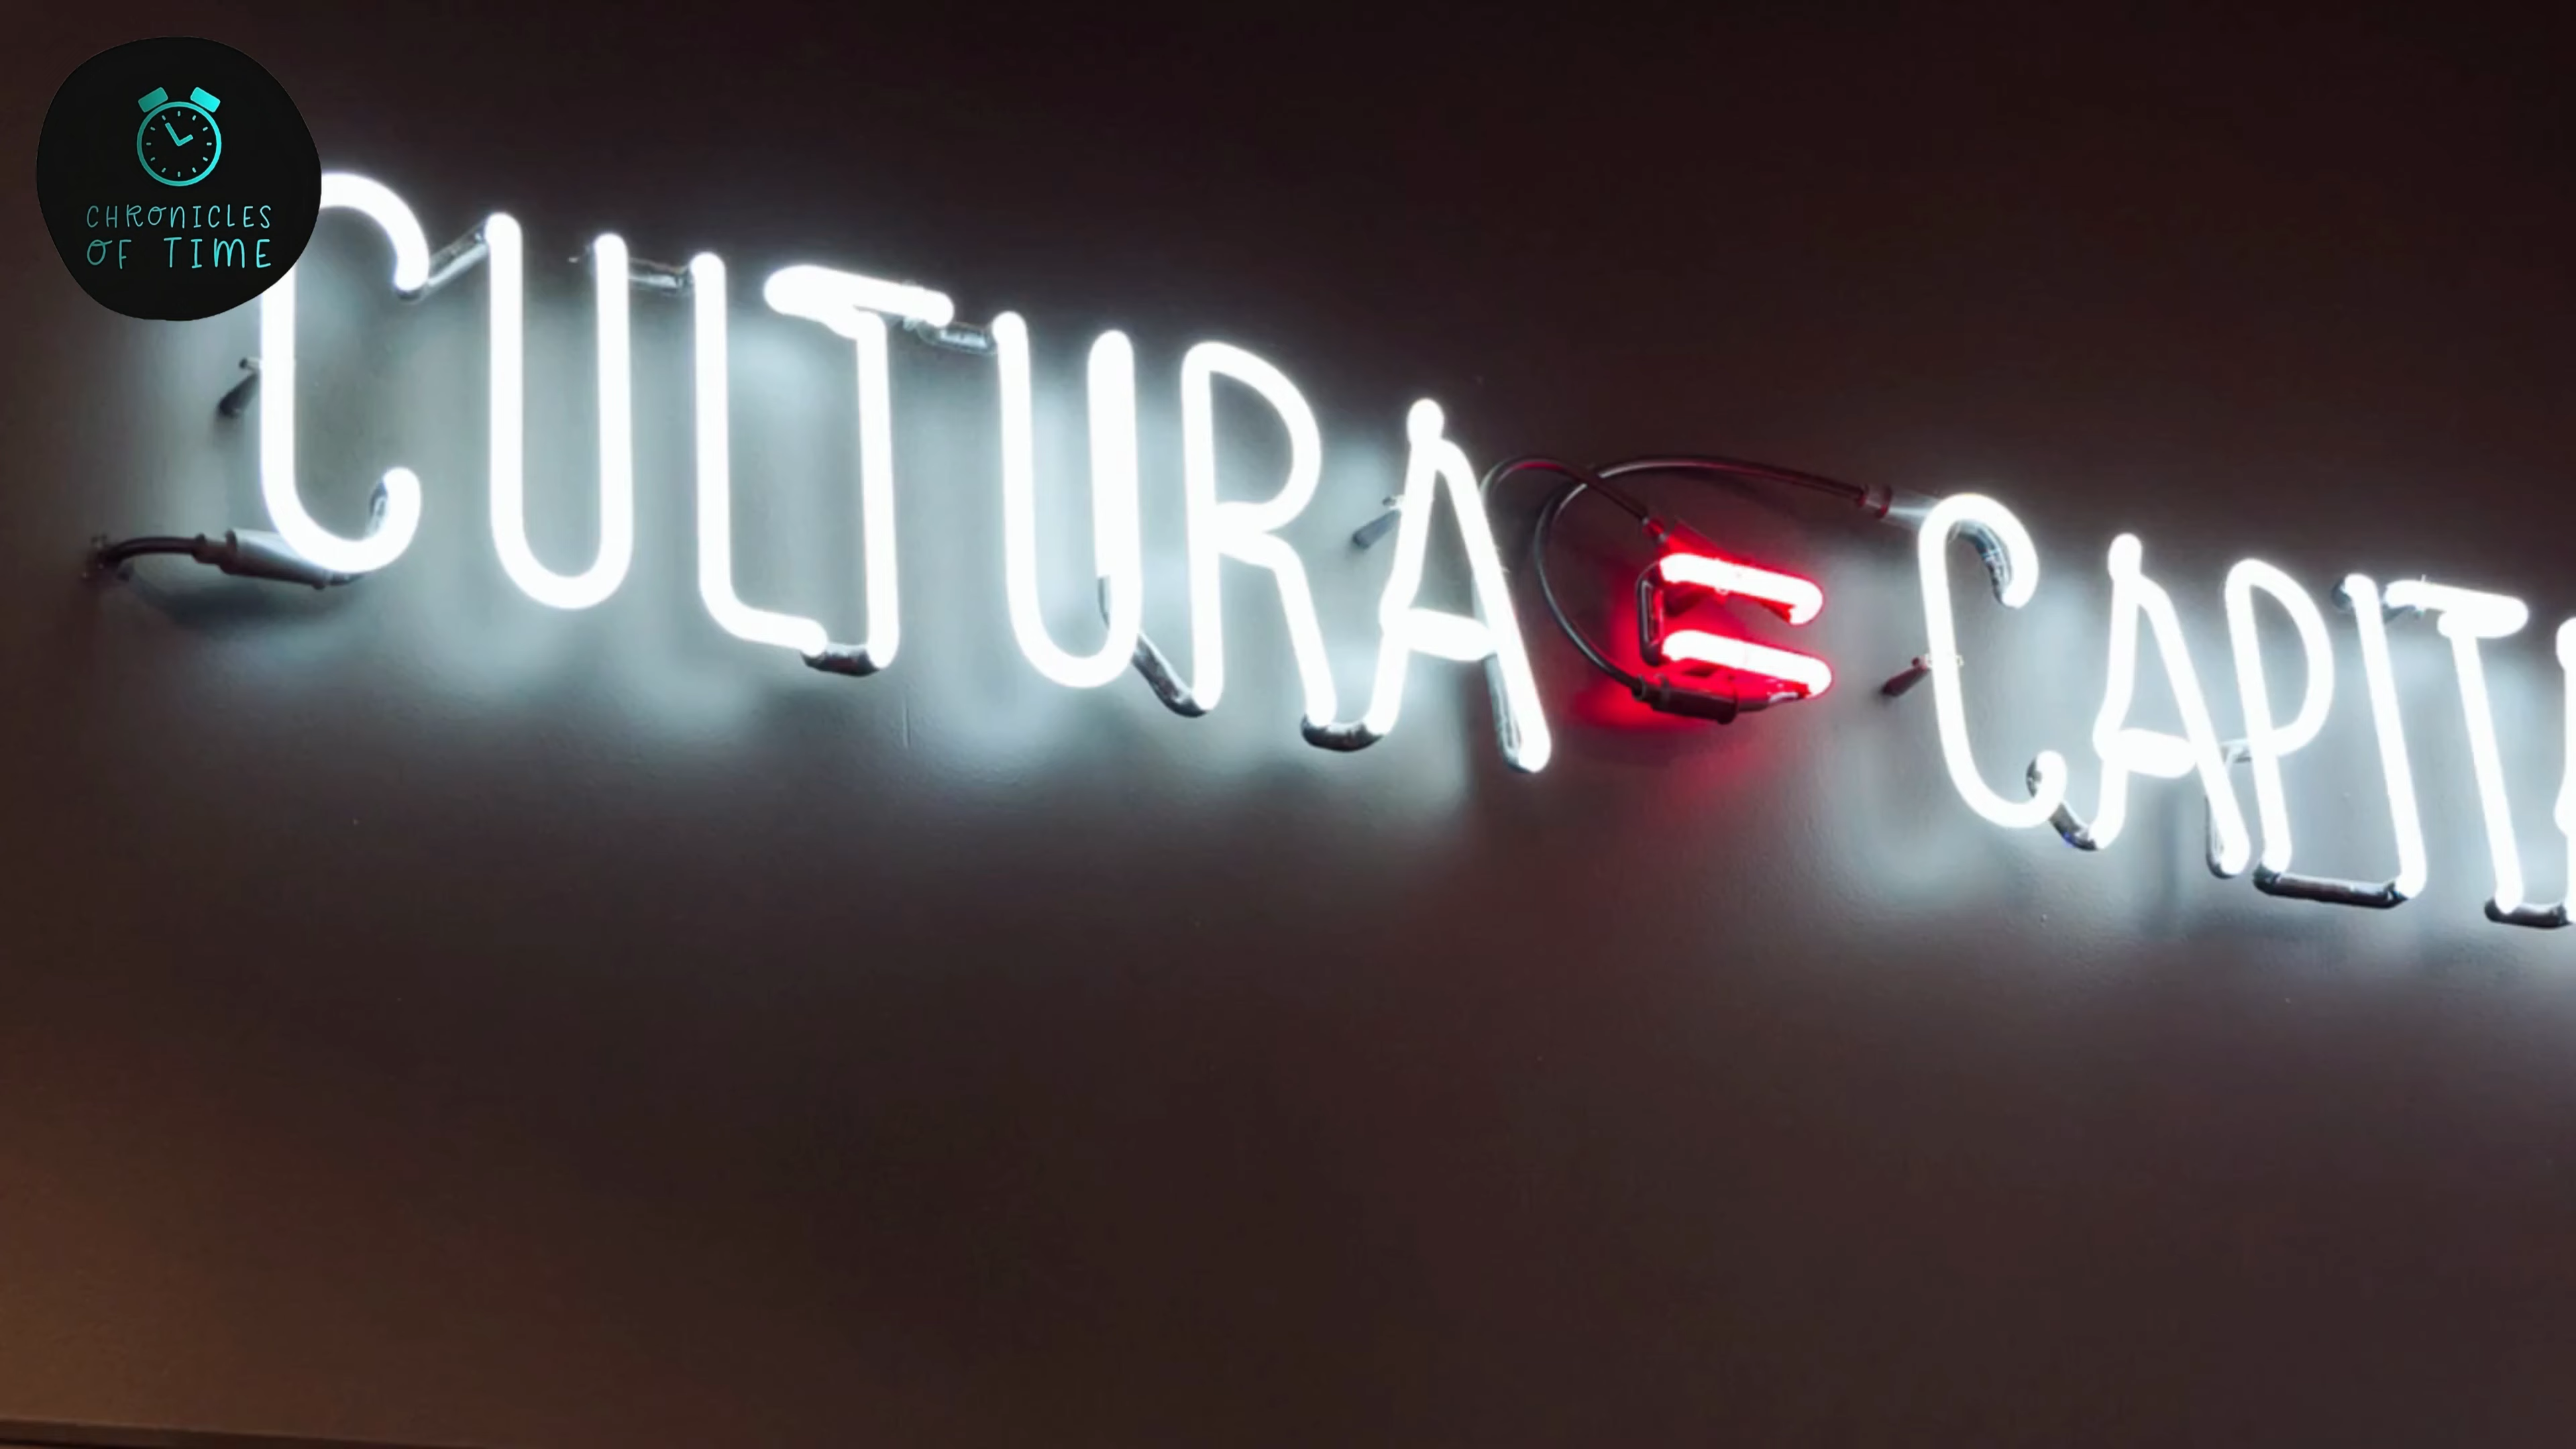 CHRONICLES
OF TIME
CULTURA = CAPIT